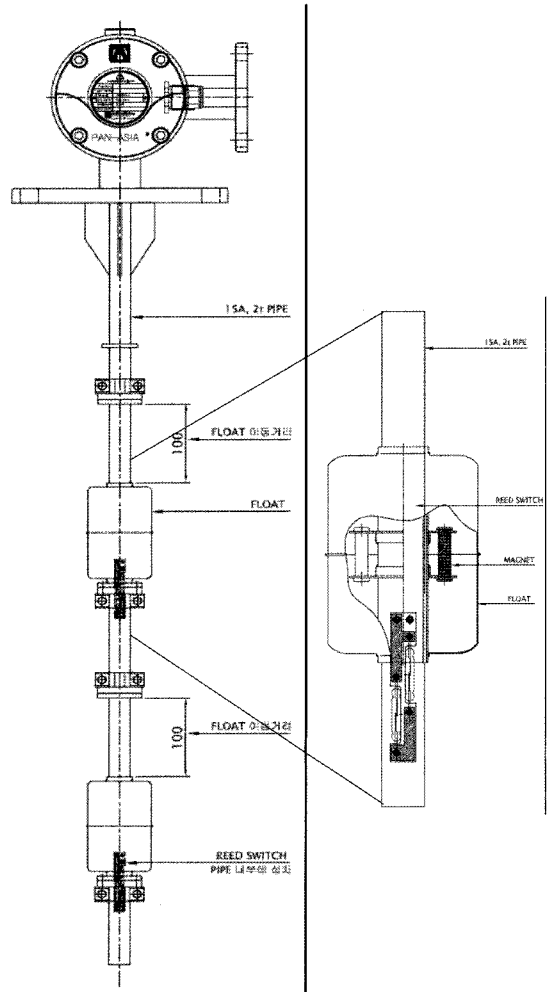 PAN-ASIA
15A, 2t PIPE
100
FLOAT 이동거리
FLOAT
100
FLOAT 이동거리
REED SWITCH
PIPE 내부에 설치
15A, 2t PIPE
REED SWITCH
MAGNET
FLOAT